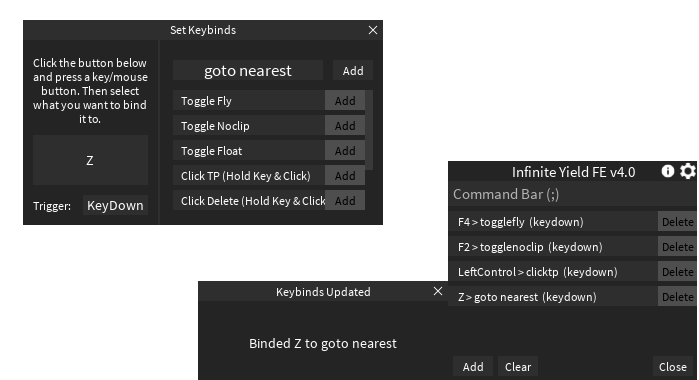 Set Keybinds
Click the button below
and press a key/mouse
button. Then select
what you want to bind
it to.
Z
Trigger: KeyDown
goto nearest Add
Toggle Fly Add
Toggle Noclip Add
Toggle Float Add
Click TP (Hold Key & Click) Add
Click Delete (Hold Key & Click Add
Infinite Yield FE v4.0
Command Bar (;)
F4 > togglefly (keydown) Delete
F2 > togglenoclip (keydown) Delete
LeftControl > clicktp (keydown) Delete
Z > goto nearest (keydown) Delete
Add Clear Close
Keybinds Updated
Binded Z to goto nearest